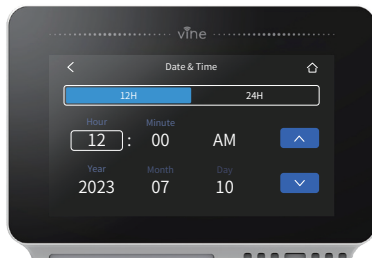 vine
Date & Time
12H 24H
Hour Minute
12 : 00 AM
Year Month Day
2023 07 10